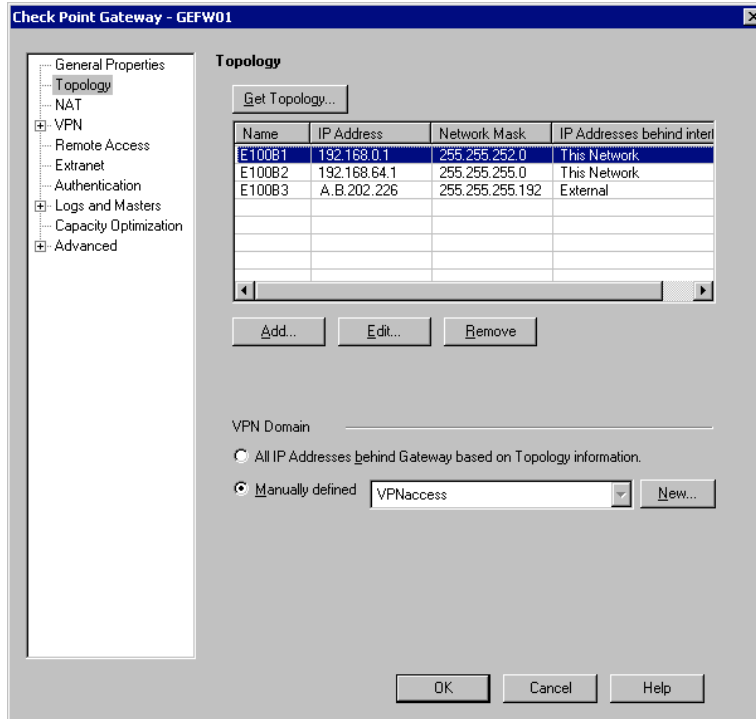 Check Point Gateway - GEFW01
General Properties
Topology
NAT
VPN
Remote Access
Extranet
Authentication
Logs and Masters
Capacity Optimization
Advanced
Topology
Get Topology...
Name IP Address Network Mask IP Addresses behind interf
E100B1 192.168.0.1 255.255.252.0 This Network
E100B2 192.168.64.1 255.255.255.0 This Network
E100B3 A.B.202.226 255.255.255.192 External
Add... Edit... Remove
VPN Domain
All IP Addresses behind Gateway based on Topology information.
Manually defined VPNaccess New...
OK Cancel Help